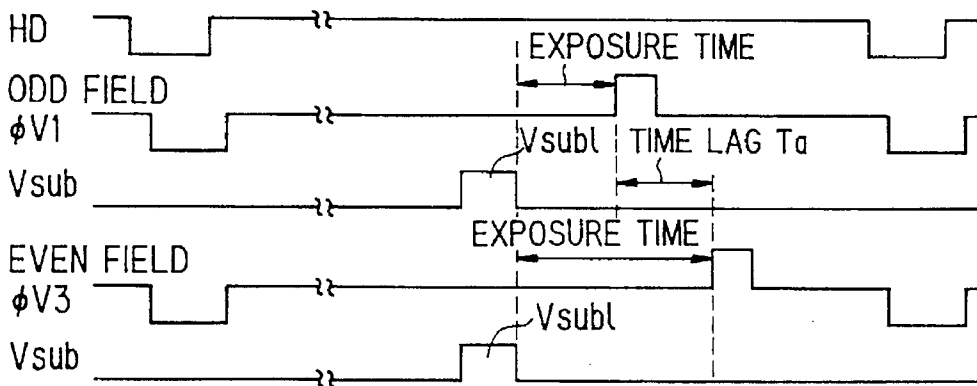 HD
EXPOSURE TIME
ODD FIELD
ϕV1
Vsubl
TIME LAG Ta
Vsub
EXPOSURE TIME
EVEN FIELD
ϕV3
Vsubl
Vsub